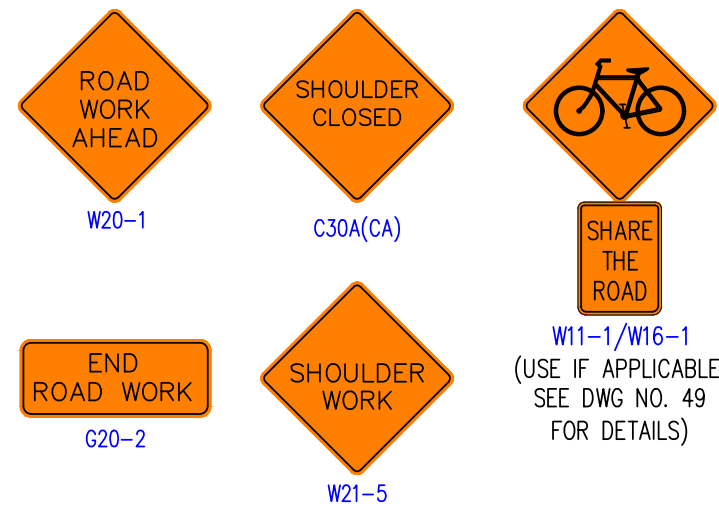 ROAD
WORK
AHEAD
W20-1
SHOULDER
CLOSED
C30A(CA)
SHARE
THE
ROAD
W11-1/W16-1
(USE IF APPLICABLE
SEE DWG NO. 49
FOR DETAILS)
END
ROAD WORK
G20-2
SHOULDER
WORK
W21-5